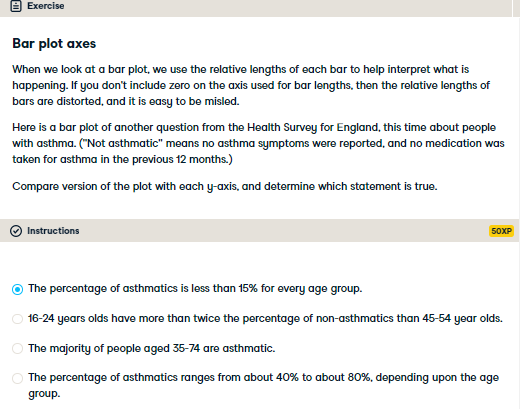 Exercise
Bar plot axes
When we look at a bar plot, we use the relative lengths of each bar to help interpret what is
happening. If you don't include zero on the axis used for bar lengths, then the relative lengths of
bars are distorted, and it is easy to be misled.
Here is a bar plot of another question from the Health Survey for England, this time about people
with asthma. ("Not asthmatic" means no asthma symptoms were reported, and no medication was
taken for asthma in the previous 12 months.)
Compare version of the plot with each y-axis, and determine which statement is true.
Instructions
50XP
The percentage of asthmatics is less than 15% for every age group.
16-24 years olds have more than twice the percentage of non-asthmatics than 45-54 year olds.
The majority of people aged 35-74 are asthmatic.
The percentage of asthmatics ranges from about 40% to about 80%, depending upon the age
group.